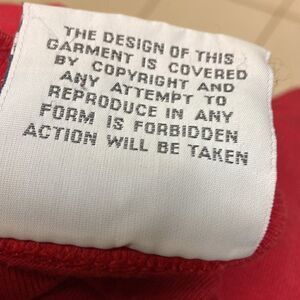 THE DESIGN OF THIS
GARMENT IS COVERED
BY COPYRIGHT AND
ANY ATTEMPT TO
REPRODUCE IN ANY
FORM IS FORBIDDEN
ACTION WILL BE TAKEN